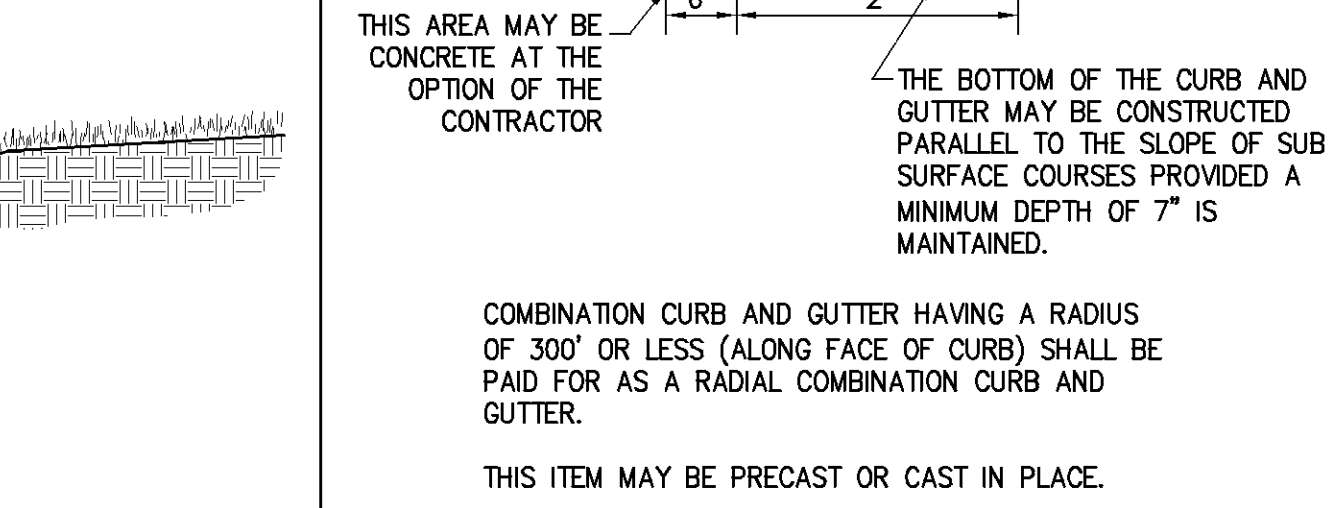 THIS AREA MAY BE
CONCRETE AT THE
OPTION OF THE
CONTRACTOR
THE BOTTOM OF THE CURB AND
GUTTER MAY BE CONSTRUCTED
PARALLEL TO THE SLOPE OF SUB
SURFACE COURSES PROVIDED A
MINIMUM DEPTH OF 7" IS
MAINTAINED.
COMBINATION CURB AND GUTTER HAVING A RADIUS
OF 300' OR LESS (ALONG FACE OF CURB) SHALL BE
PAID FOR AS A RADIAL COMBINATION CURB AND
GUTTER.
THIS ITEM MAY BE PRECAST OR CAST IN PLACE.